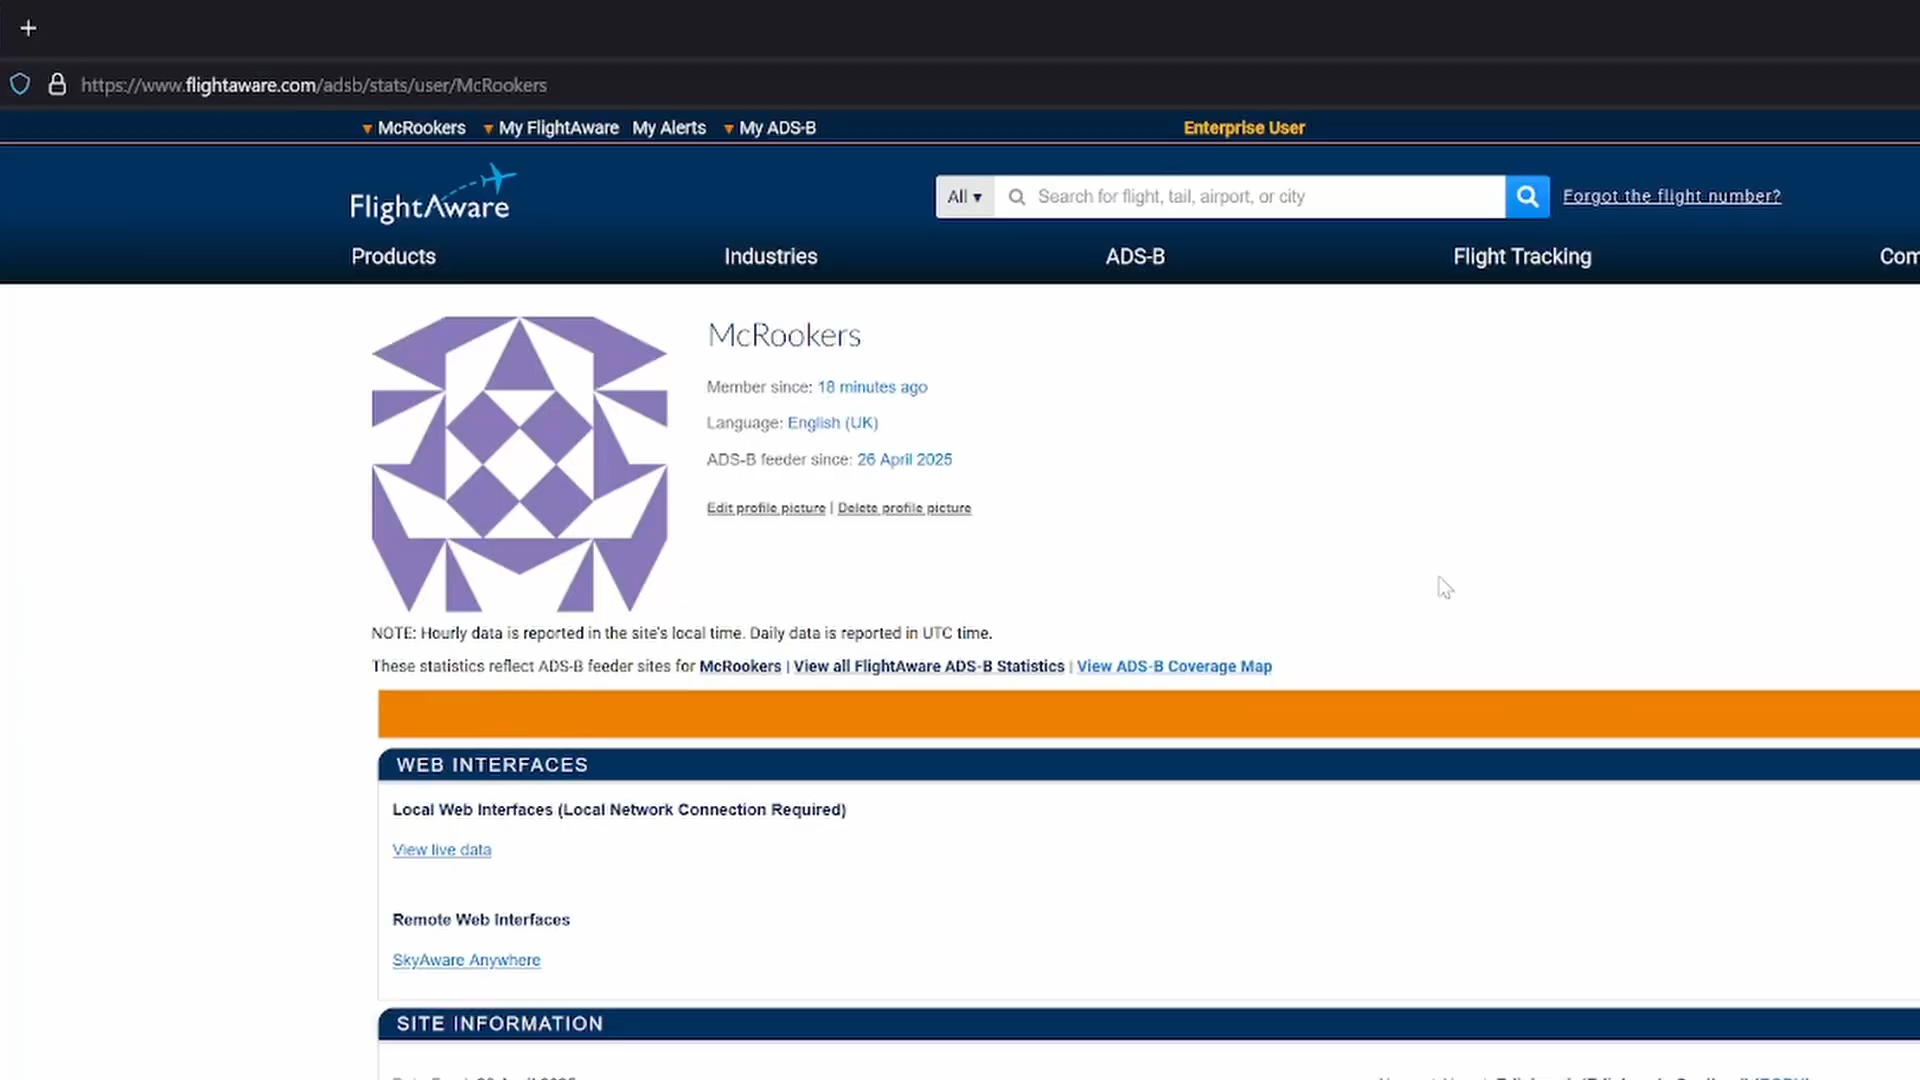 +
https://www.flightaware.com/adsb/stats/user/McRookers
▼ McRookers ▼ My FlightAware My Alerts ▼ My ADS-B Enterprise User
FlightAware All ▾ Search for flight, tail, airport, or city Forgot the flight number?
Products Industries ADS-B Flight Tracking Com
McRookers
Member since: 18 minutes ago
Language: English (UK)
ADS-B feeder since: 26 April 2025
Edit profile picture | Delete profile picture
NOTE: Hourly data is reported in the site's local time. Daily data is reported in UTC time.
These statistics reflect ADS-B feeder sites for McRookers | View all FlightAware ADS-B Statistics | View ADS-B Coverage Map
WEB INTERFACES
Local Web Interfaces (Local Network Connection Required)
View live data
Remote Web Interfaces
SkyAware Anywhere
SITE INFORMATION